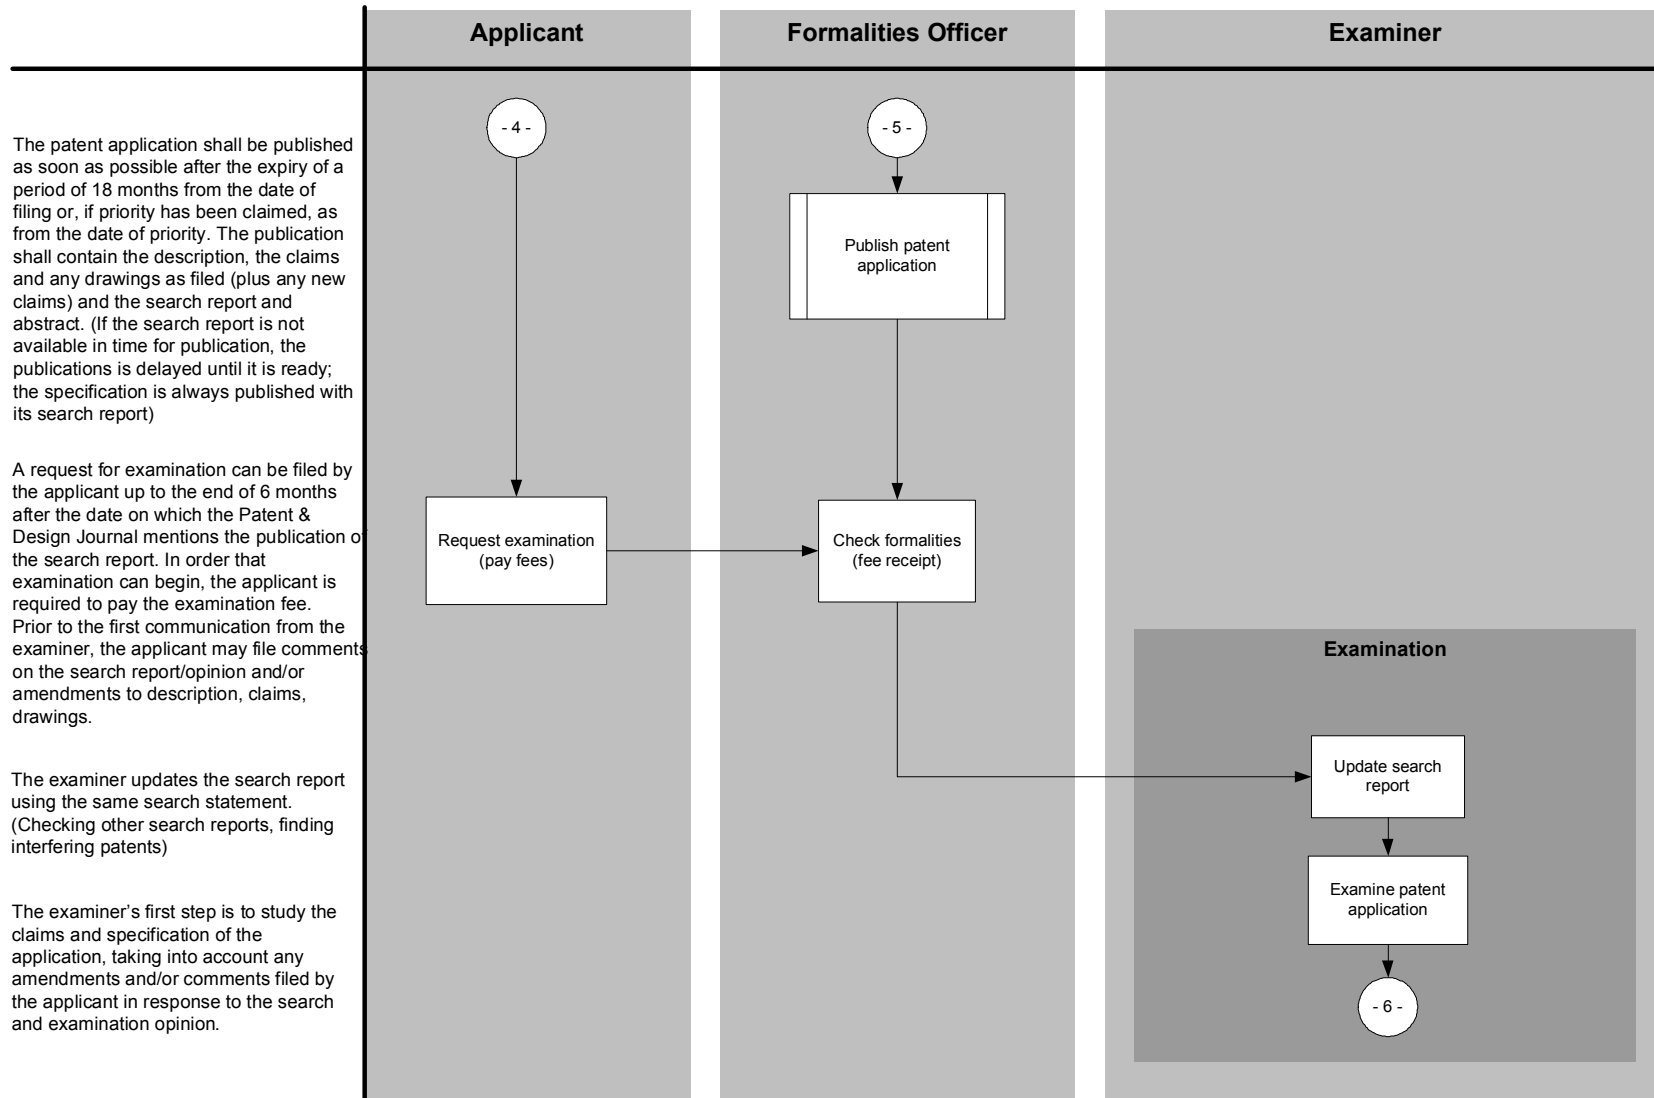 Applicant
Formalities Officer
Examiner
The patent application shall be published
as soon as possible after the expiry of a
period of 18 months from the date of
filing or, if priority has been claimed, as
from the date of priority. The publication
shall contain the description, the claims
and any drawings as filed (plus any new
claims) and the search report and
abstract. (If the search report is not
available in time for publication, the
publications is delayed until it is ready;
the specification is always published with
its search report)
- 4 -
- 5 -
Publish patent
application
A request for examination can be filed by
the applicant up to the end of 6 months
after the date on which the Patent &
Design Journal mentions the publication of
the search report. In order that
examination can begin, the applicant is
required to pay the examination fee.
Prior to the first communication from the
examiner, the applicant may file comments
on the search report/opinion and/or
amendments to description, claims,
drawings.
Request examination
(pay fees)
Check formalities
(fee receipt)
Examination
The examiner updates the search report
using the same search statement.
(Checking other search reports, finding
interfering patents)
Update search
report
The examiner's first step is to study the
claims and specification of the
application, taking into account any
amendments and/or comments filed by
the applicant in response to the search
and examination opinion.
Examine patent
application
- 6 -